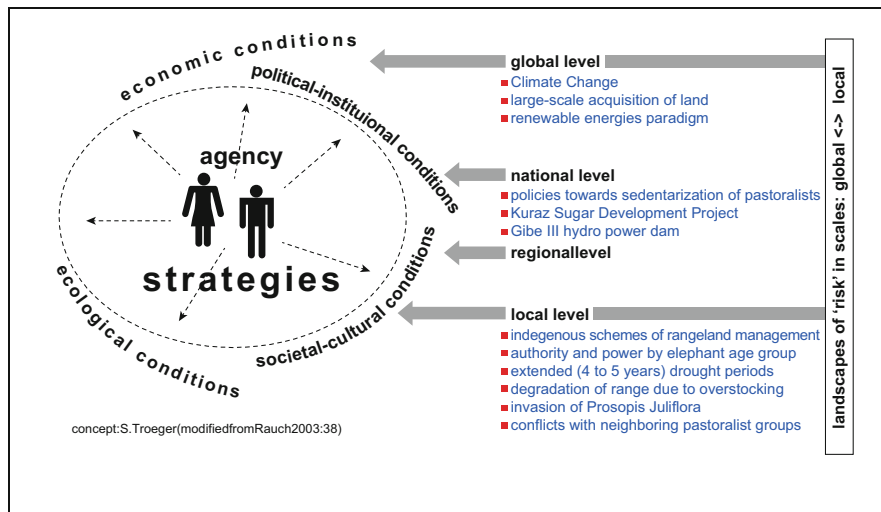 economic conditions
political-instituional conditions
agency
strategies
ecological conditions
societal-cultural conditions
concept:S.Troeger(modifiedfromRauch2003:38)
global level
Climate Change
large-scale acquisition of land
renewable energies paradigm
national level
policies towards sedentarization of pastoralists
Kuraz Sugar Development Project
Gibe III hydro power dam
regionallevel
local level
indegenous schemes of rangeland management
authority and power by elephant age group
extended (4 to 5 years) drought periods
degradation of range due to overstocking
invasion of Prosopis Juliflora
conflicts with neighboring pastoralist groups
landscapes of 'risk' in scales: global <-> local